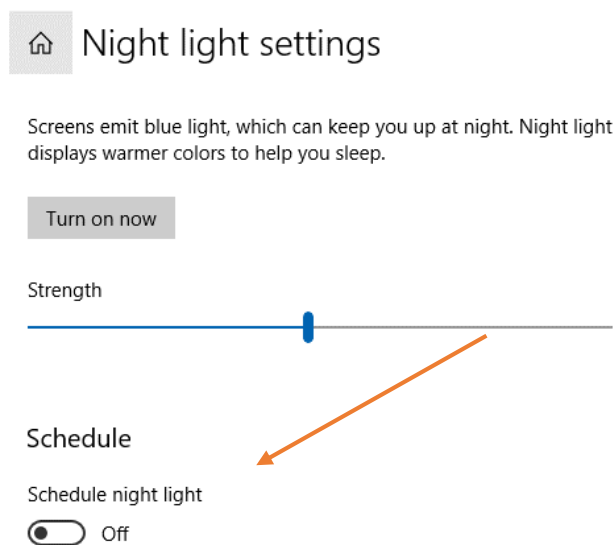 Night light settings
Screens emit blue light, which can keep you up at night. Night light
displays warmer colors to help you sleep.
Turn on now
Strength
Schedule
Schedule night light
Off